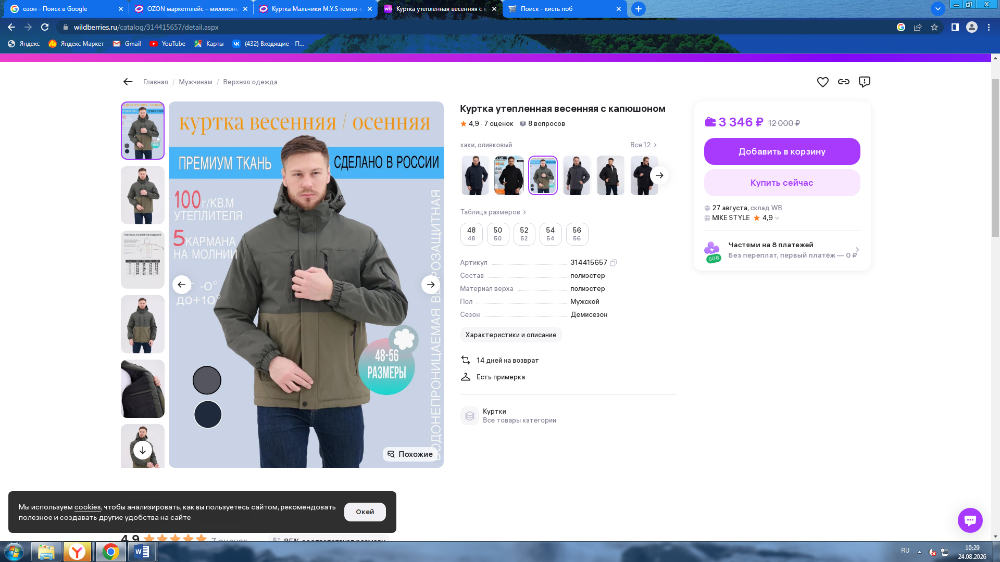 озон - Поиск в Google
OZON маркетплейс – миллионы
Куртка Мальчики M.Y.S темно-с
Куртка утепленная весенняя с к
Поиск - кисть поб
wildberries.ru/catalog/314415657/detail.aspx
Яндекс
Яндекс Маркет
Gmail
YouTube
Карты
(432) Входящие - П...
Главная / Мужчинам / Верхняя одежда
куртка весенняя / осенняя
ПРЕМИУМ ТКАНЬ
СДЕЛАНО В РОССИИ
100г/КВ.М
УТЕПЛИТЕЛЯ
5КАРМАНА
НА МОЛНИИ
-0°
до+10°
48-56
РАЗМЕРЫ
Похожие
ТАБЛИЦА РАЗМЕРОВ ИЗДЕЛИЯ
Куртка утепленная весенняя с капюшоном
4,9 · 7 оценок
8 вопросов
хаки, оливковый
Все 12
Таблица размеров
48
48
50
50
52
52
54
54
56
56
Артикул 314415657
Состав полиэстер
Материал верха полиэстер
Пол Мужской
Сезон Демисезон
Характеристики и описание
14 дней на возврат
Есть примерка
Куртки
Все товары категории
3 346 ₽ 12 000 ₽
Добавить в корзину
Купить сейчас
27 августа, склад WB
MIKE STYLE 4,9
Частями на 8 платежей
Без переплат, первый платёж — 0 ₽
Мы используем cookies, чтобы анализировать, как вы пользуетесь сайтом, рекомендовать
полезное и создавать другие удобства на сайте
Окей
4,9
7 оценок
85% соответствует размеру
RU
10:29
24.08.2026